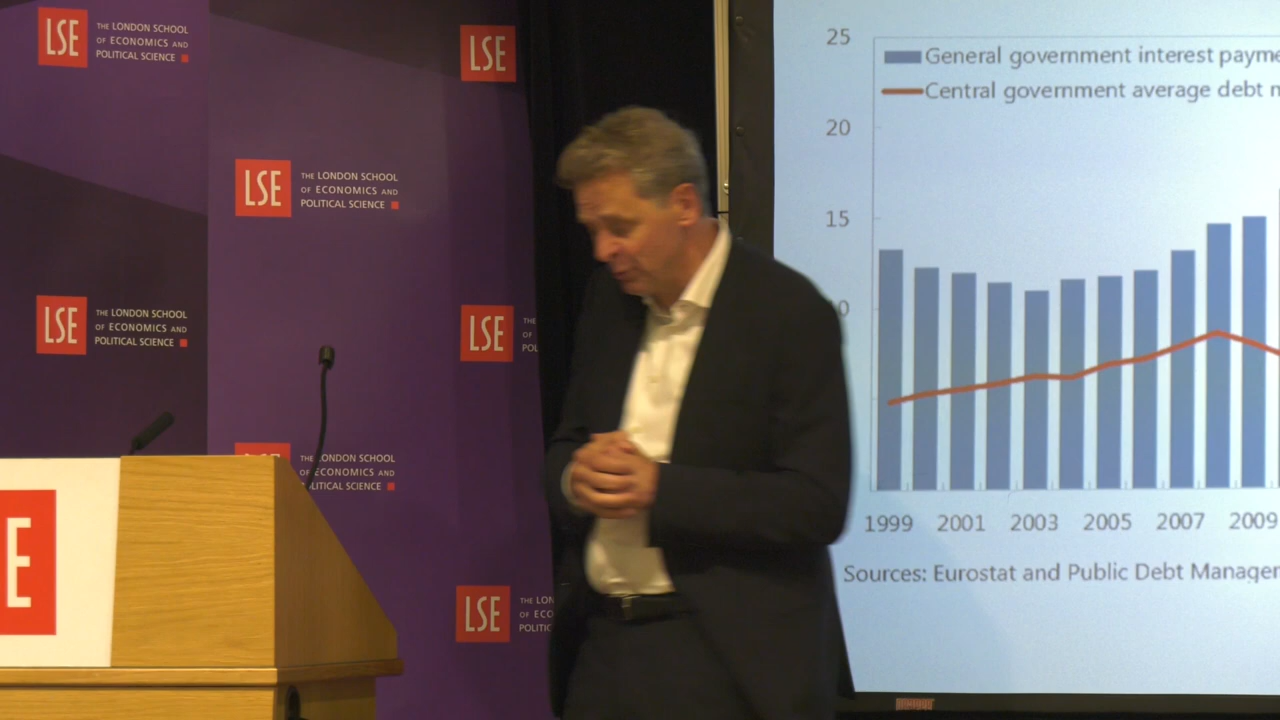 LSE
THE LONDON SCHOOL
OF ECONOMICS AND
POLITICAL SCIENCE
LSE
LSE
THE LONDON SCHOOL
OF ECONOMICS AND
POLITICAL SCIENCE
LSE
THE LONDON SCHOOL
OF ECONOMICS AND
POLITICAL SCIENCE
LSE
THE
OF
THE LONDON SCHOOL
ECONOMICS AND
POLITICAL SCIENCE
E
LSE
THE
OF
25
General government interest
Central government average debt
20
15
1999 2001 2003 2005 2007 2009
Sources: Eurostat and Public Debt